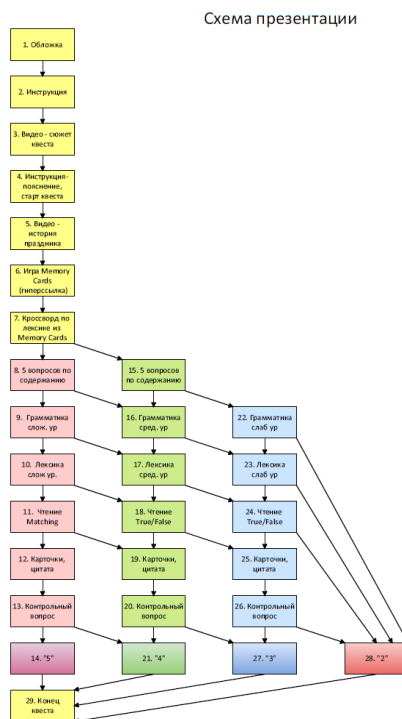 Схема презентации
1. Обложка
2. Инструкция
3. Видео - сюжет
квеста
4. Инструкция-
пояснение,
старт квеста
5. Видео -
история
праздника
6. Игра Memory
Cards
(гиперссылка)
7. Кроссворд по
лексике из
Memory Cards
8. 5 вопросов по
содержанию
15. 5 вопросов
по содержанию
9. Грамматика
слож. ур
16. Грамматика
сред. ур
22. Грамматика
слаб ур
10. Лексика
слож ур.
17. Лексика
сред. ур
23. Лексика
слаб ур
11. Чтение
Matching
18. Чтение
True/False
24. Чтение
True/False
12. Карточки,
цитата
19. Карточки,
цитата
25. Карточки,
цитата
13. Контрольный
вопрос
20. Контрольный
вопрос
26. Контрольный
вопрос
14. "5"
21. "4"
27. "3"
28. "2"
29. Конец
квеста